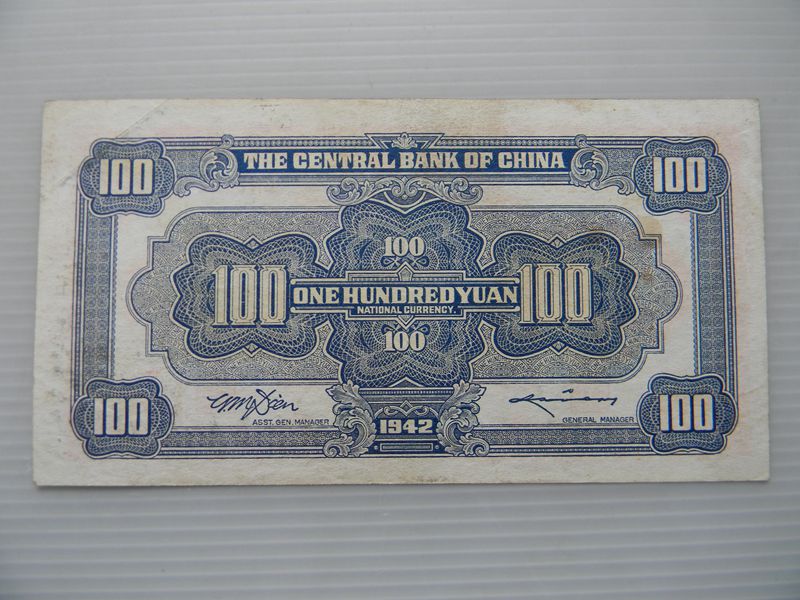 THE CENTRAL BANK OF CHINA
100 100
100
100 ONE HUNDRED YUAN 100
NATIONAL CURRENCY.
100
ASST. GEN. MANAGER GENERAL MANAGER
100 1942 100